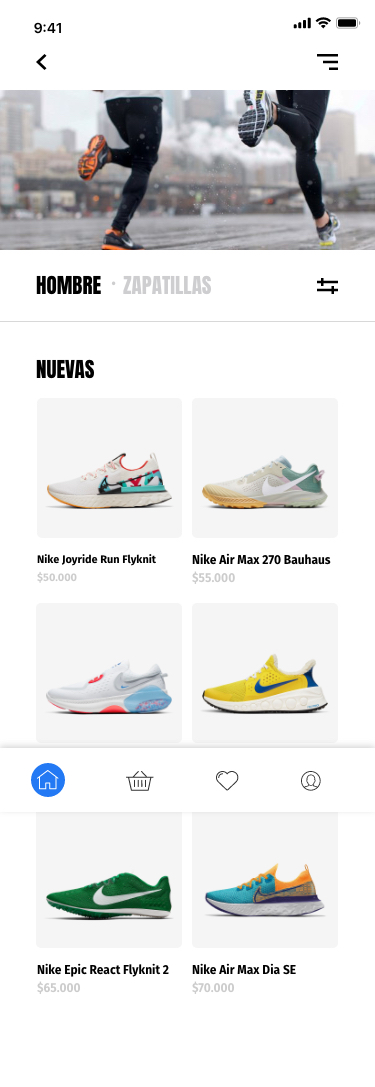 9:41
HOMBRE · ZAPATILLAS
NUEVAS
Nike Joyride Run Flyknit
Nike Air Max 270 Bauhaus
$50.000
$55.000
Nike Epic React Flyknit 2
Nike Air Max Dia SE
$65.000
$70.000